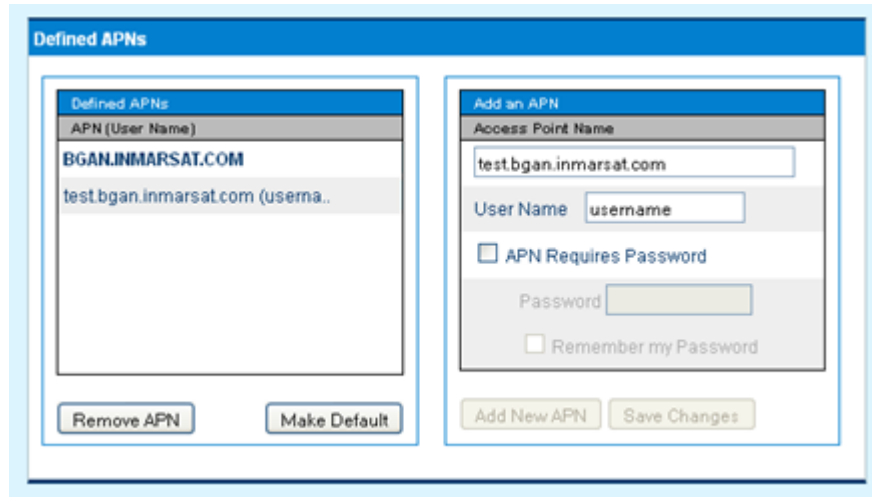 Defined APNs
Defined APNs
APN (User Name)
BGAN.INMARSAT.COM
test.bgan.inmarsat.com (userna..
Remove APN
Make Default
Add an APN
Access Point Name
test.bgan.inmarsat.com
User Name username
APN Requires Password
Password
Remember my Password
Add New APN
Save Changes